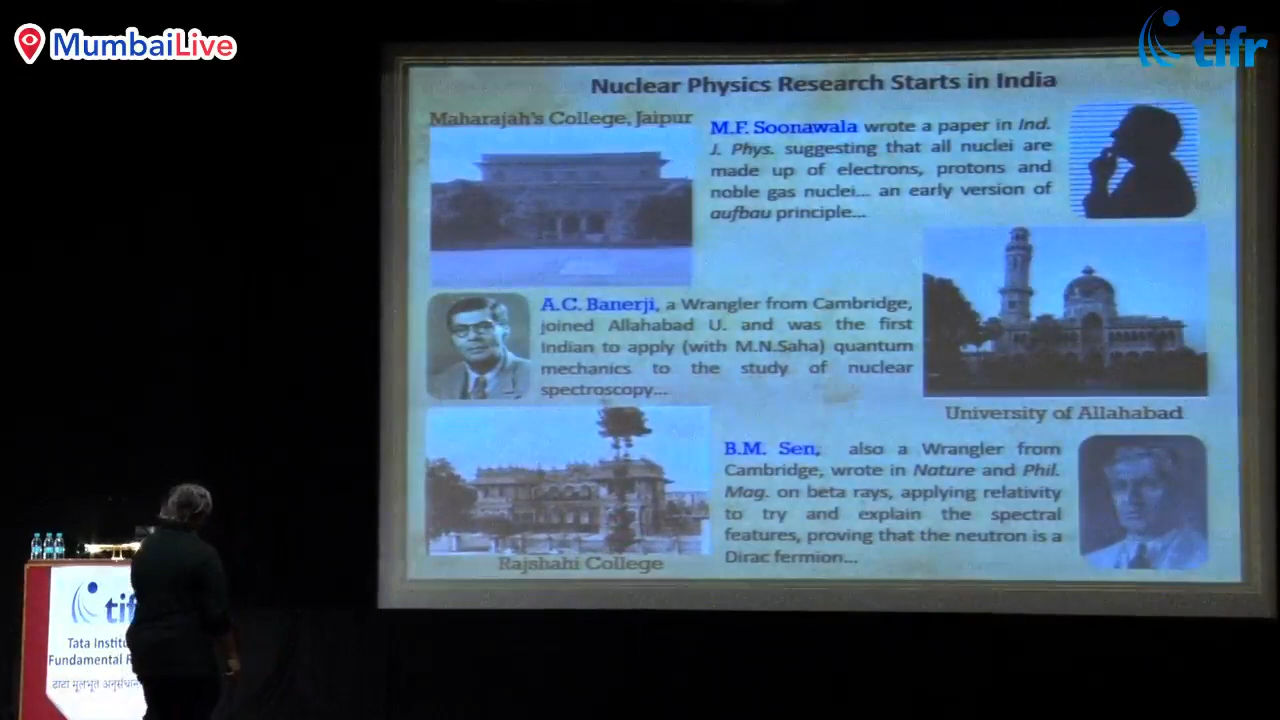 MumbaiLive
tifr
Nuclear Physics Research Starts in India
Maharajah's College, Jaipur
M.F. Soonawala wrote a paper in Ind.
J. Phys. suggesting that all nuclei are
made up of electrons, protons and
noble gas nuclei... an early version of
aufbau principle...
A.C. Banerji, a Wrangler from Cambridge,
joined Allahabad U. and was the first
Indian to apply (with M.N.Saha) quantum
mechanics to the study of nuclear
spectroscopy...
University of Allahabad
B.M. Sen, also a Wrangler from
Cambridge, wrote in Nature and Phil.
Mag. on beta rays, applying relativity
to try and explain the spectral
features, proving that the neutron is a
Dirac fermion...
Rajshahi College
tif
Tata Institu
Fundamental R
टाटा मूलभूत अनुसंधान